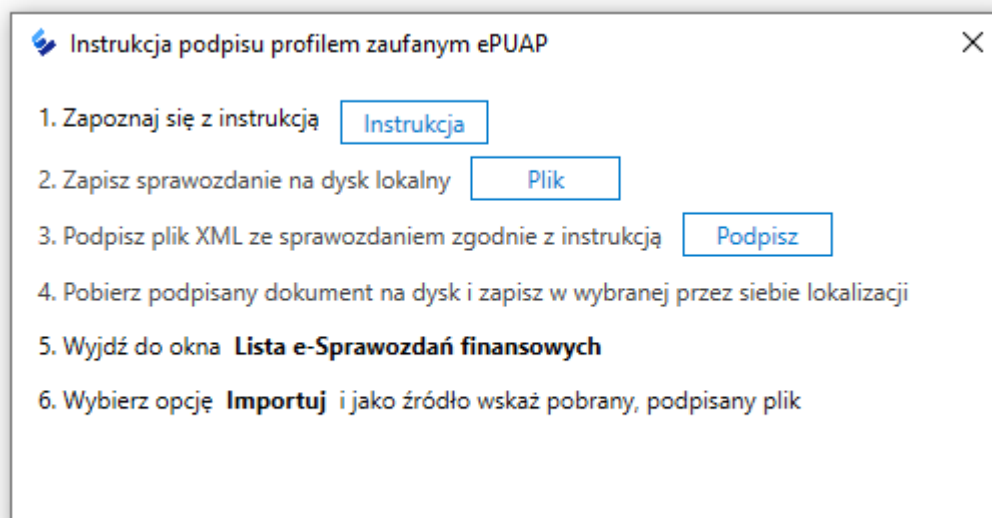 Instrukcja podpisu profilem zaufanym ePUAP
1. Zapoznaj się z instrukcją Instrukcja
2. Zapisz sprawozdanie na dysk lokalny Plik
3. Podpisz plik XML ze sprawozdaniem zgodnie z instrukcją Podpisz
4. Pobierz podpisany dokument na dysk i zapisz w wybranej przez siebie lokalizacji
5. Wyjdź do okna Lista e-Sprawozdań finansowych
6. Wybierz opcję Importuj i jako źródło wskaż pobrany, podpisany plik